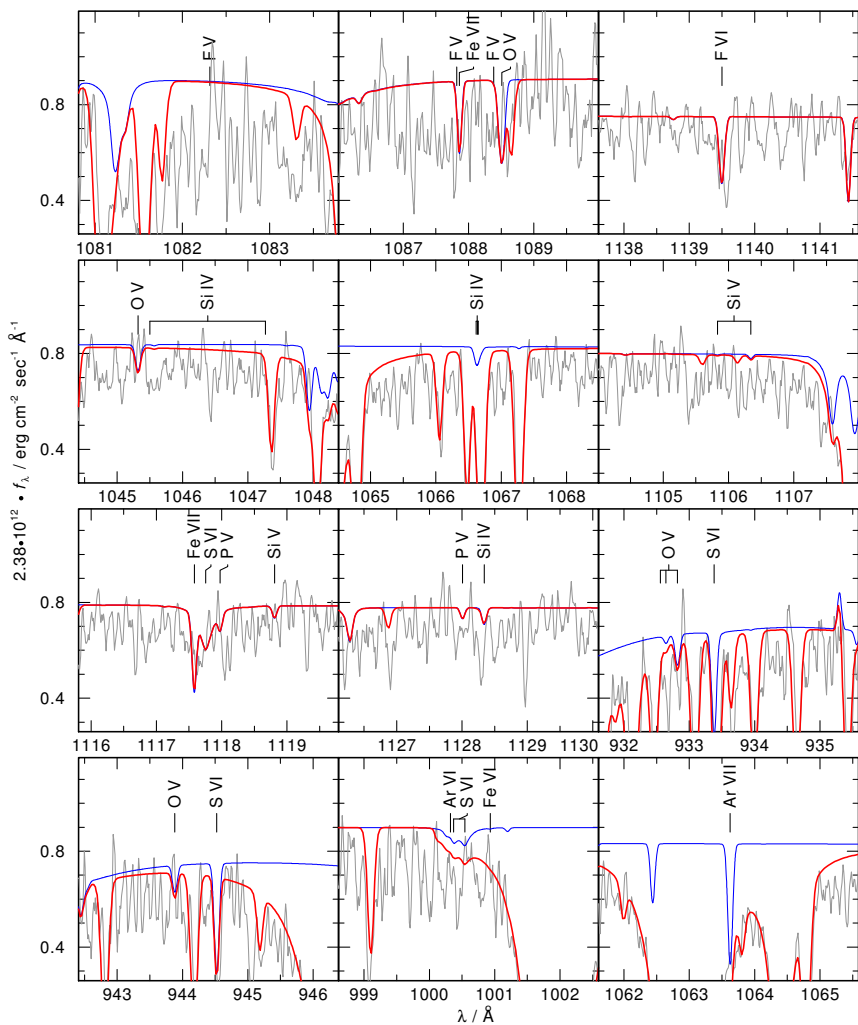 F V
F V
Fe VII
F V
O V
F VI
0.8
0.4
1081 1082 1083
1087 1088 1089
1138 1139 1140 1141
O V
Si IV
Si IV
Si V
0.8
0.4
1045 1046 1047 1048
1065 1066 1067 1068
1105 1106 1107
2.38•10¹² • fλ / erg cm⁻² sec⁻¹ Å⁻¹
Fe VII
S VI
P V
Si V
P V
Si IV
O V
S VI
0.8
0.4
1116 1117 1118 1119
1127 1128 1129 1130
932 933 934 935
O V
S VI
Ar VI
S VI
Fe VI
Ar VII
0.8
0.4
943 944 945 946
999 1000 1001 1002
1062 1063 1064 1065
λ / Å